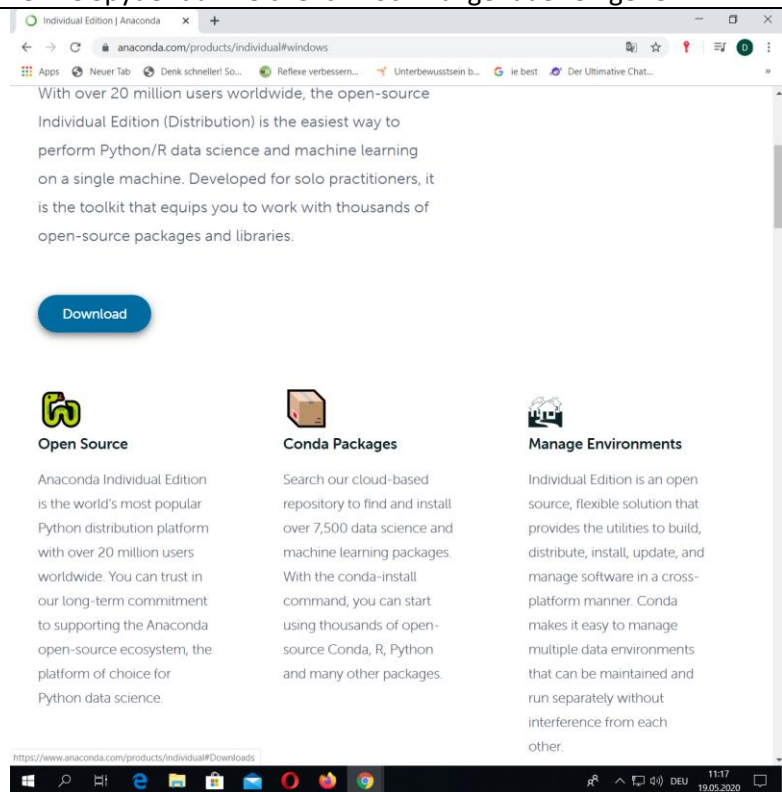 Individual Edition | Anaconda
anaconda.com/products/individual#windows
Apps
Neuer Tab
Denk schneller! So...
Reflexe verbessern...
Unterbewusstsein b...
ie best
Der Ultimative Chat...
With over 20 million users worldwide, the open-source
Individual Edition (Distribution) is the easiest way to
perform Python/R data science and machine learning
on a single machine. Developed for solo practitioners, it
is the toolkit that equips you to work with thousands of
open-source packages and libraries.
Download
Open Source
Anaconda Individual Edition
is the world's most popular
Python distribution platform
with over 20 million users
worldwide. You can trust in
our long-term commitment
to supporting the Anaconda
open-source ecosystem, the
platform of choice for
Python data science.
Conda Packages
Search our cloud-based
repository to find and install
over 7,500 data science and
machine learning packages.
With the conda-install
command, you can start
using thousands of open-
source Conda, R, Python
and many other packages.
Manage Environments
Individual Edition is an open
source, flexible solution that
provides the utilities to build,
distribute, install, update, and
manage software in a cross-
platform manner. Conda
makes it easy to manage
multiple data environments
that can be maintained and
run separately without
interference from each
other.
https://www.anaconda.com/products/individual#Downloads
DEU
11:17
19.05.2020